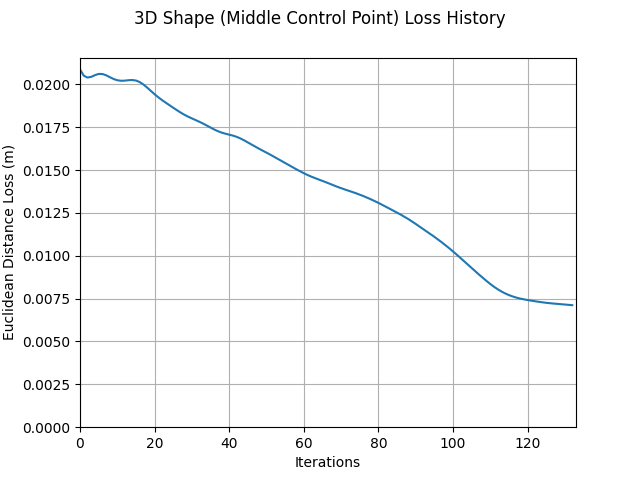 3D Shape (Middle Control Point) Loss History
Euclidean Distance Loss (m)
0.0200
0.0175
0.0150
0.0125
0.0100
0.0075
0.0050
0.0025
0.0000
0 20 40 60 80 100 120
Iterations